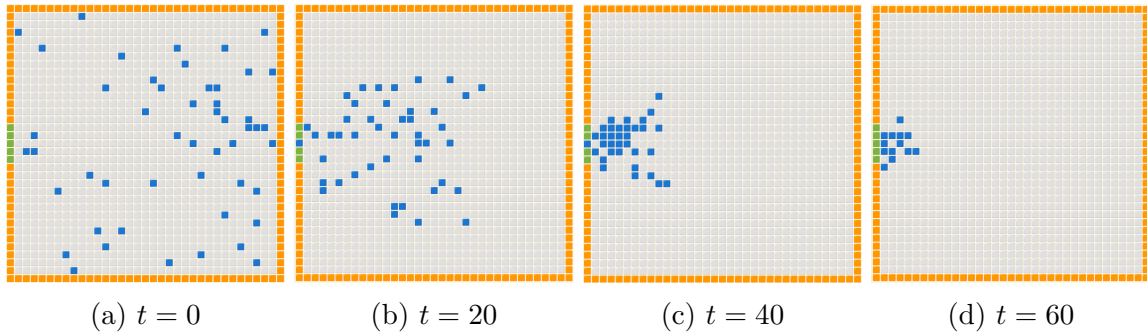 (a) t = 0 (b) t = 20 (c) t = 40 (d) t = 60